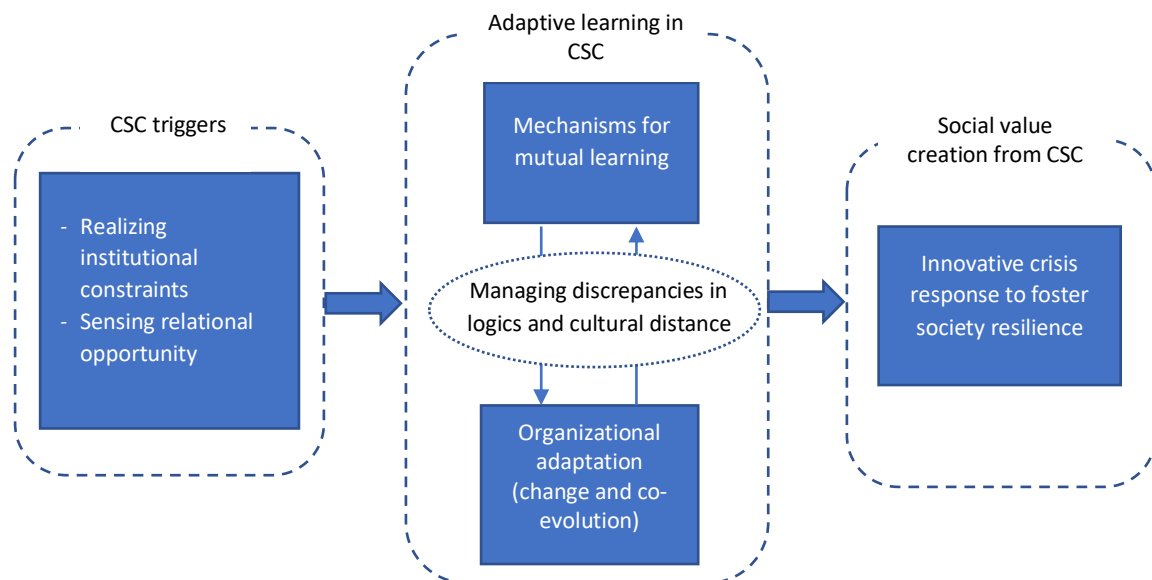 CSC triggers
- Realizing
institutional
constraints
- Sensing relational
opportunity
Adaptive learning in
CSC
Mechanisms for
mutual learning
Managing discrepancies in
logics and cultural distance
Organizational
adaptation
(change and co-
evolution)
Social value
creation from CSC
Innovative crisis
response to foster
society resilience